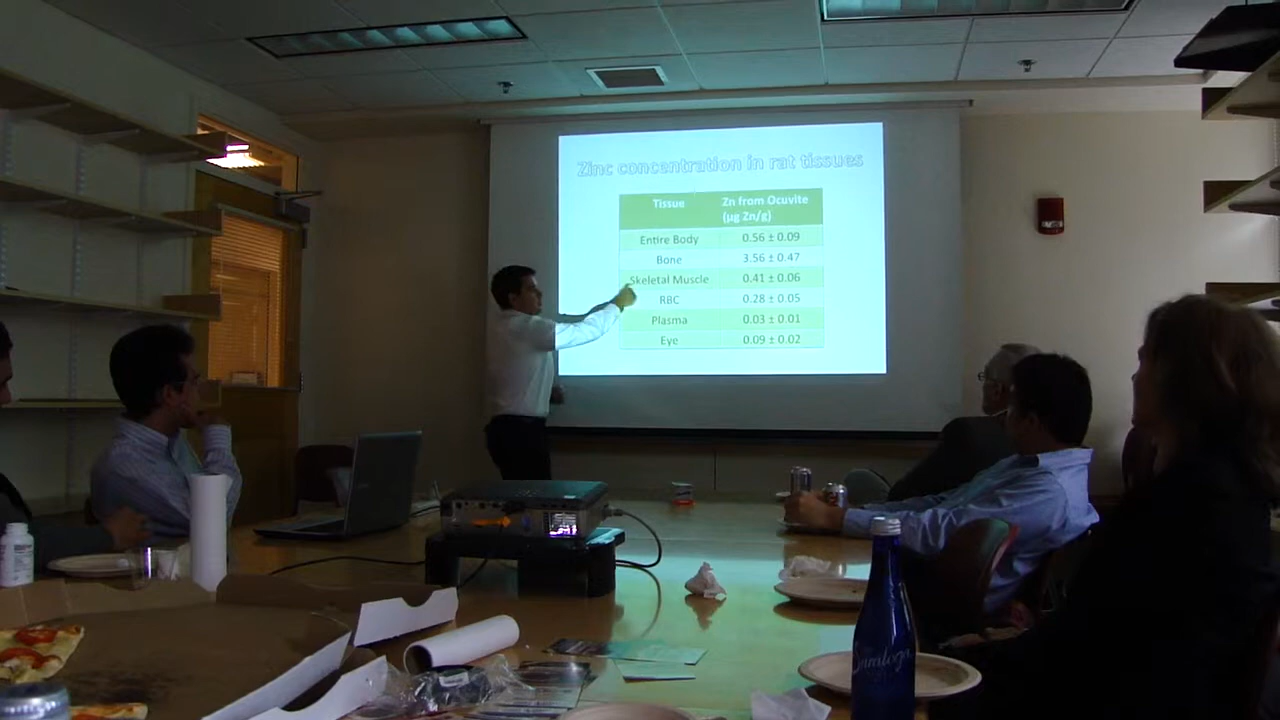 Zinc concentration in rat tissues
Tissue Zn from Ocuvite
(µg Zn/g)
Entire Body 0.56 ± 0.09
Bone 3.56 ± 0.47
Skeletal Muscle 0.41 ± 0.06
RBC 0.28 ± 0.05
Plasma 0.03 ± 0.01
Eye 0.09 ± 0.02
Saratoga